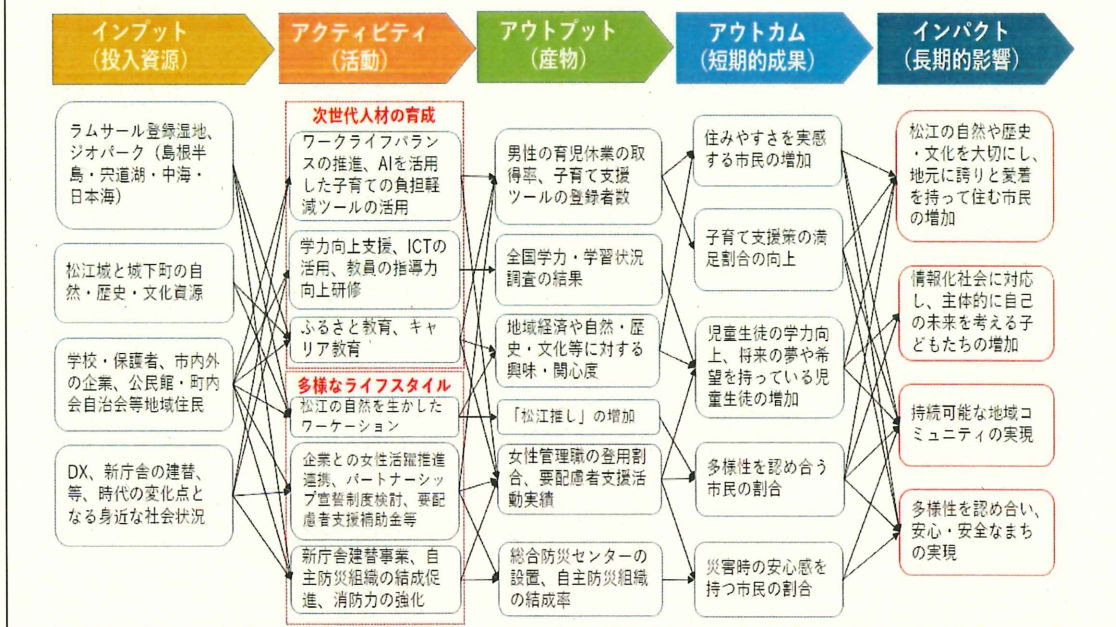 インプット
（投入資源）
アクティビティ
（活動）
アウトプット
（産物）
アウトカム
（短期的成果）
インパクト
（長期的影響）
ラムサール登録湿地、
ジオパーク（島根半
島・宍道湖・中海・
日本海）
松江城と城下町の自
然・歴史・文化資源
学校・保護者、市内外
の企業、公民館・町内
会自治会等地域住民
DX、新庁舎の建替、
等、時代の変化点と
なる身近な社会状況
次世代人材の育成
ワークライフバラン
スの推進、AIを活用
した子育ての負担軽
減ツールの活用
学力向上支援、ICTの
活用、教員の指導力
向上研修
ふるさと教育、キャ
リア教育
多様なライフスタイル
松江の自然を生かした
ワーケーション
企業との女性活躍推進
連携、パートナーシッ
プ宣誓制度検討、要配
慮者支援補助金等
新庁舎建替事業、自
主防災組織の結成促
進、消防力の強化
男性の育児休業の取
得率、子育て支援
ツールの登録者数
全国学力・学習状況
調査の結果
地域経済や自然・歴
史・文化等に対する
興味・関心度
「松江推し」の増加
女性管理職の登用割
合、要配慮者支援活
動実績
総合防災センターの
設置、自主防災組織
の結成率
住みやすさを実感
する市民の増加
子育て支援策の満
足割合の向上
児童生徒の学力向
上、将来の夢や希
望を持っている児
童生徒の増加
多様性を認め合う
市民の割合
災害時の安心感を
持つ市民の割合
松江の自然や歴史
・文化を大切にし、
地元に誇りと愛着
を持って住む市民
の増加
情報化社会に対応
し、主体的に自己
の未来を考える子
どもたちの増加
持続可能な地域コ
ミュニティの実現
多様性を認め合い、
安心・安全なまち
の実現